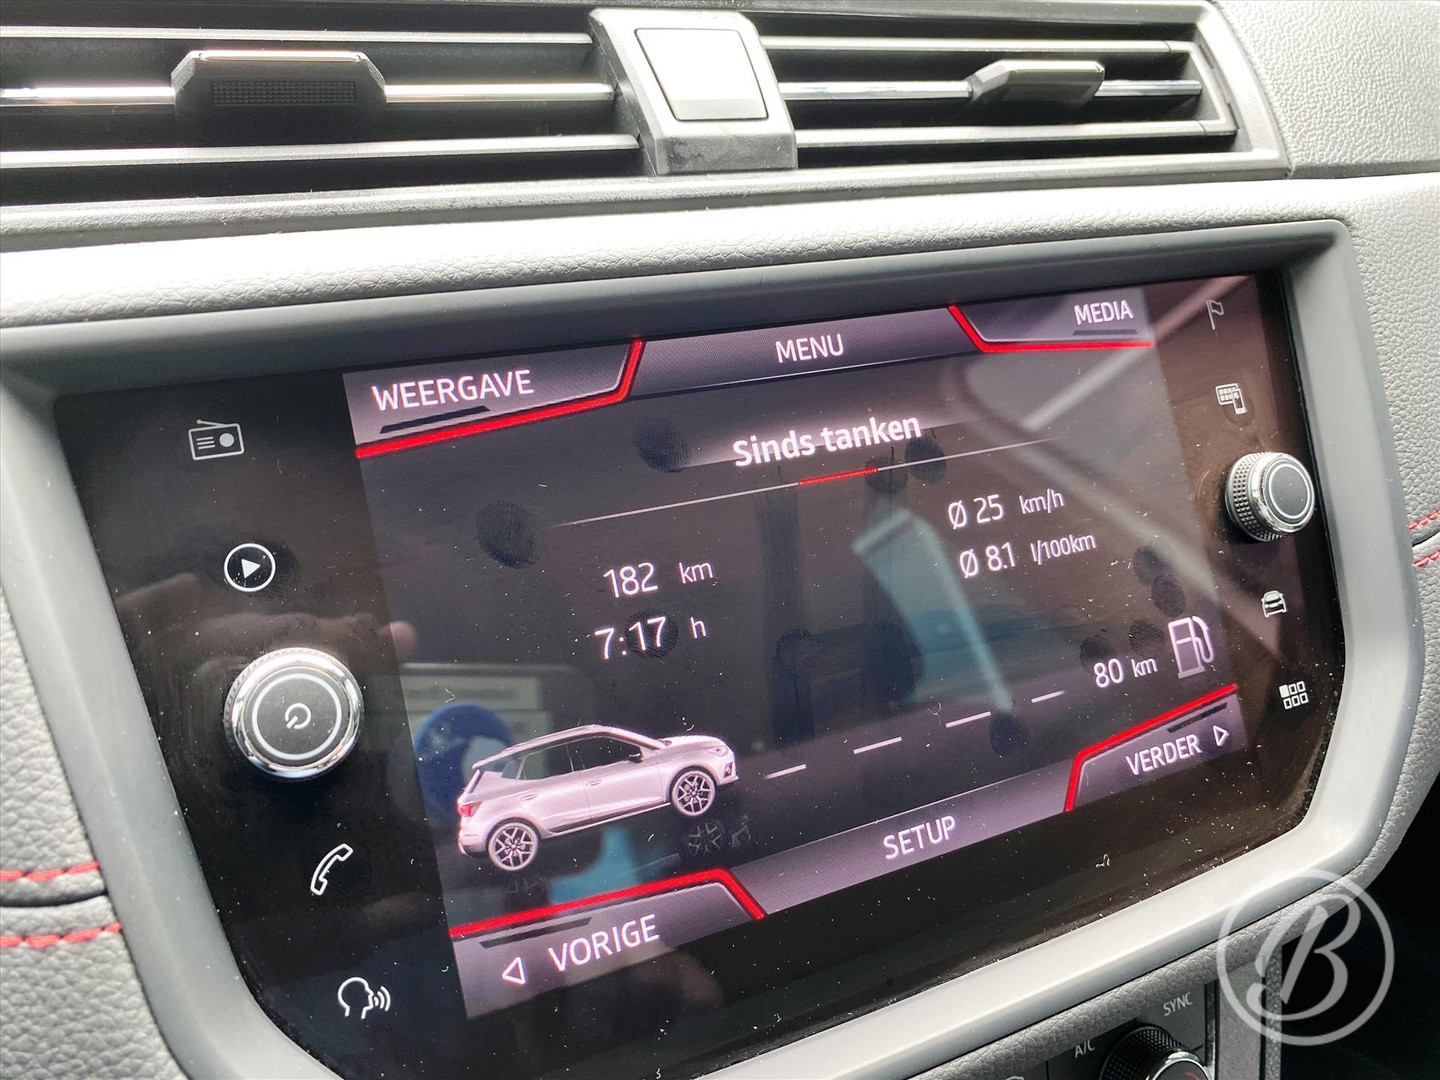 WEERGAVE
MENU
MEDIA
Sinds tanken
182 km
7:17 h
Ø 25 km/h
Ø 8.1 l/100km
80 km
VERDER
SETUP
VORIGE
SYNC
A/C
B